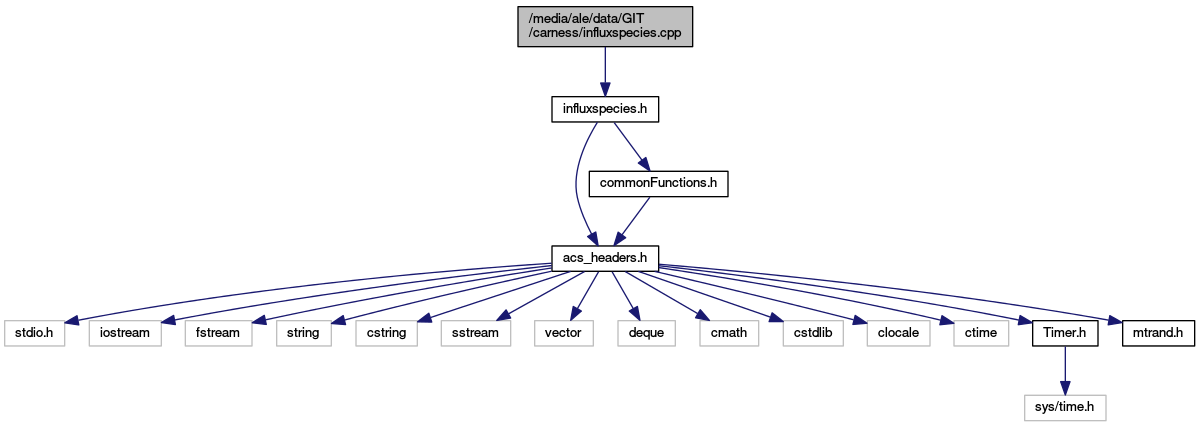 /media/ale/data/GIT
/carness/influxspecies.cpp
influxspecies.h
commonFunctions.h
acs_headers.h
stdio.h
iostream
fstream
string
cstring
sstream
vector
deque
cmath
cstdlib
clocale
ctime
Timer.h
mtrand.h
sys/time.h